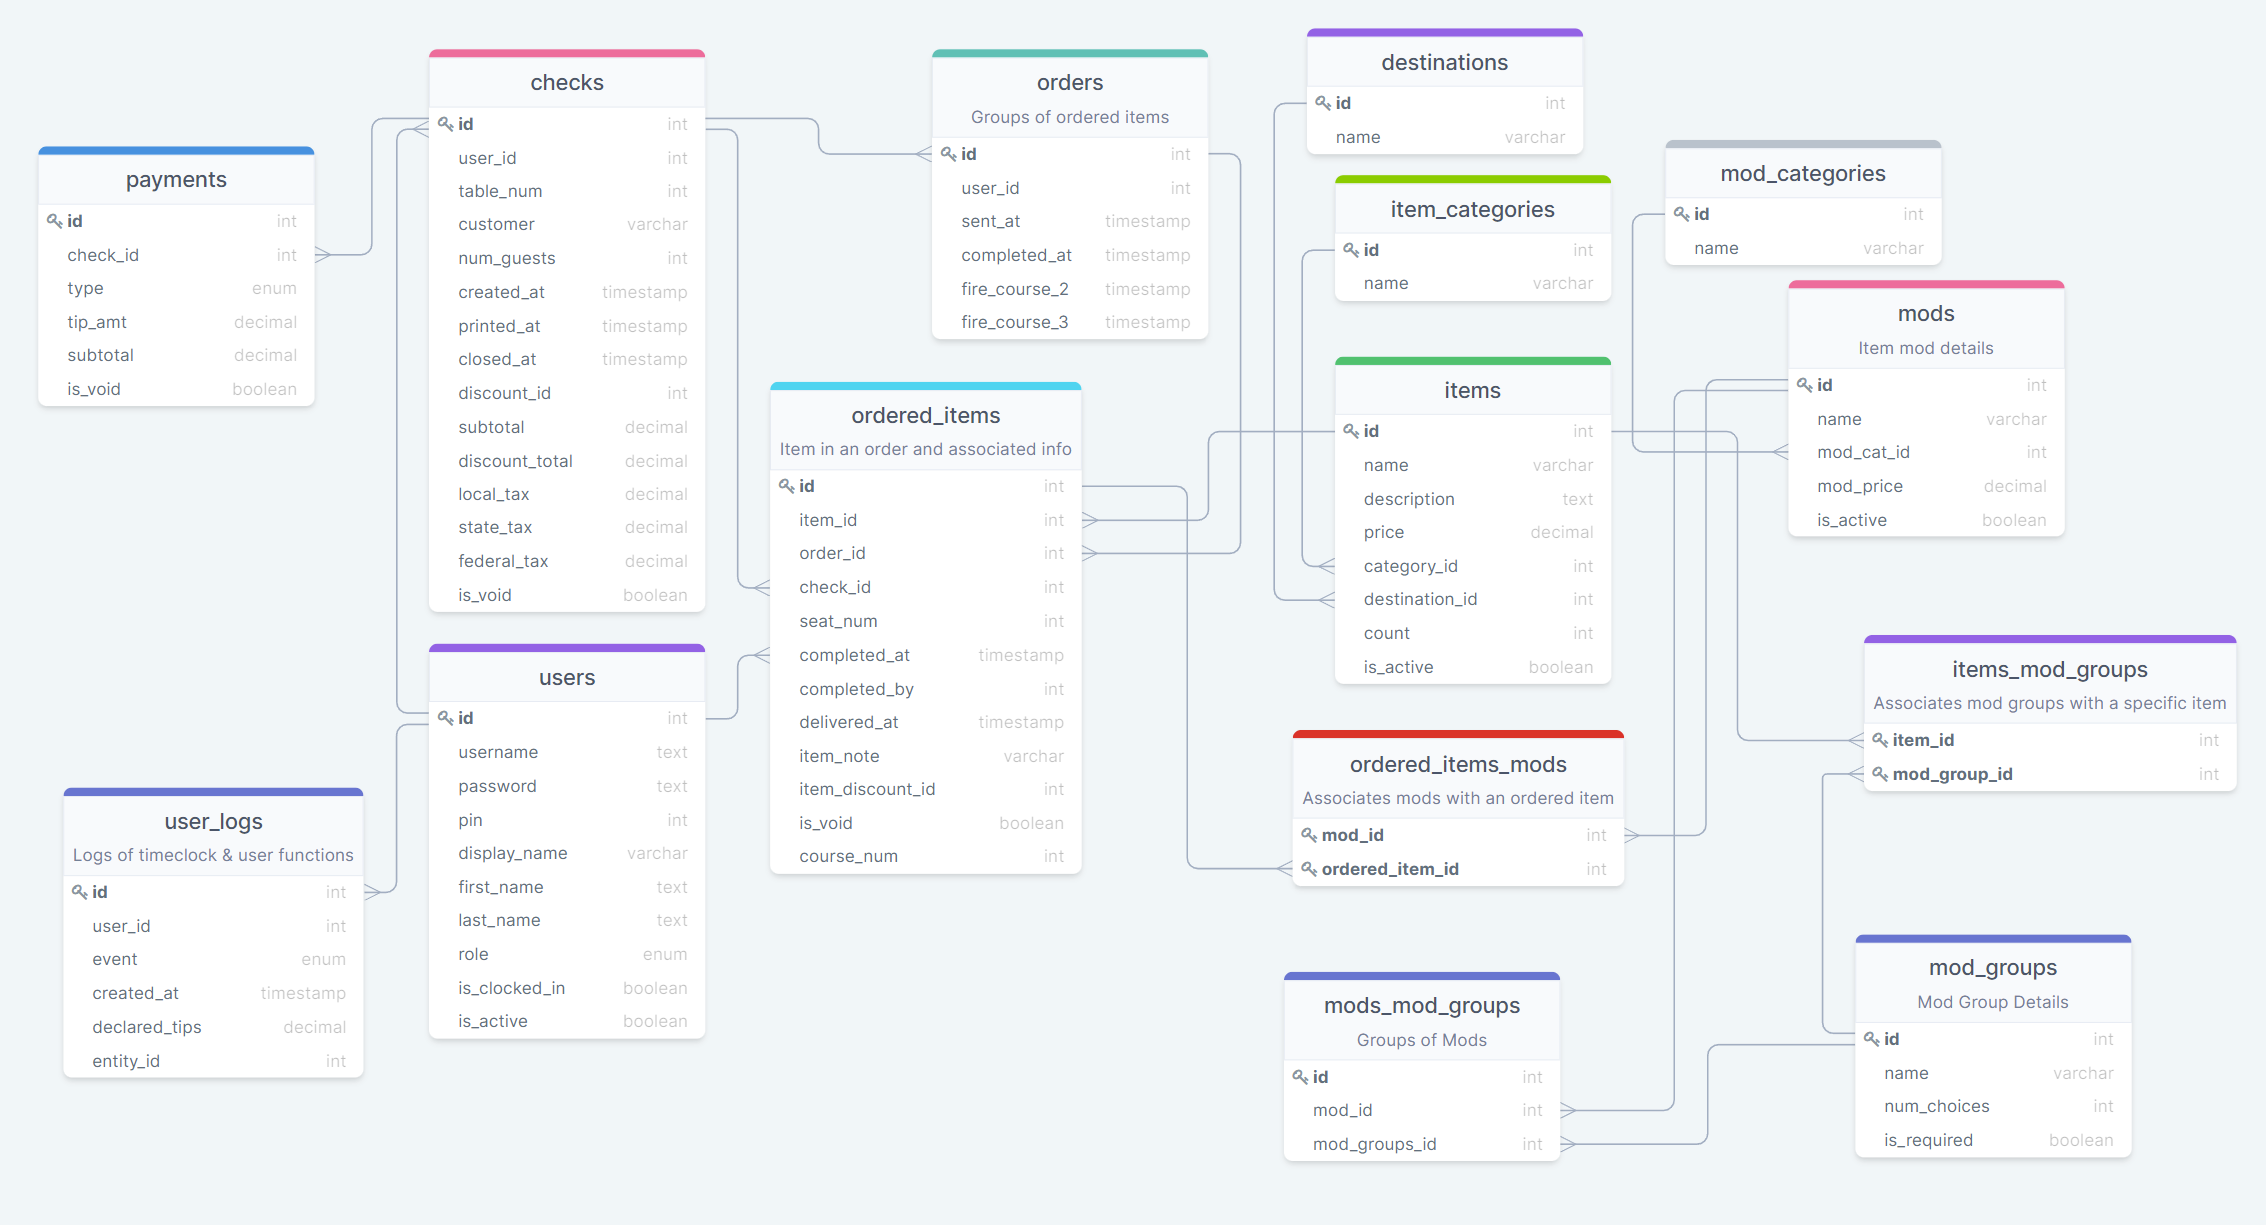 payments
id int
check_id int
type enum
tip_amt decimal
subtotal decimal
is_void boolean
checks
id int
user_id int
table_num int
customer varchar
num_guests int
created_at timestamp
printed_at timestamp
closed_at timestamp
discount_id int
subtotal decimal
discount_total decimal
local_tax decimal
state_tax decimal
federal_tax decimal
is_void boolean
orders
Groups of ordered items
id int
user_id int
sent_at timestamp
completed_at timestamp
fire_course_2 timestamp
fire_course_3 timestamp
destinations
id int
name varchar
item_categories
id int
name varchar
mod_categories
id int
name varchar
mods
Item mod details
id int
name varchar
mod_cat_id int
mod_price decimal
is_active boolean
ordered_items
Item in an order and associated info
id int
item_id int
order_id int
check_id int
seat_num int
completed_at timestamp
completed_by int
delivered_at timestamp
item_note varchar
item_discount_id int
is_void boolean
course_num int
items
id int
name varchar
description text
price decimal
category_id int
destination_id int
count int
is_active boolean
users
id int
username text
password text
pin int
display_name varchar
first_name text
last_name text
role enum
is_clocked_in boolean
is_active boolean
user_logs
Logs of timeclock & user functions
id int
user_id int
event enum
created_at timestamp
declared_tips decimal
entity_id int
items_mod_groups
Associates mod groups with a specific item
item_id int
mod_group_id int
ordered_items_mods
Associates mods with an ordered item
mod_id int
ordered_item_id int
mods_mod_groups
Groups of Mods
id int
mod_id int
mod_groups_id int
mod_groups
Mod Group Details
id int
name varchar
num_choices int
is_required boolean